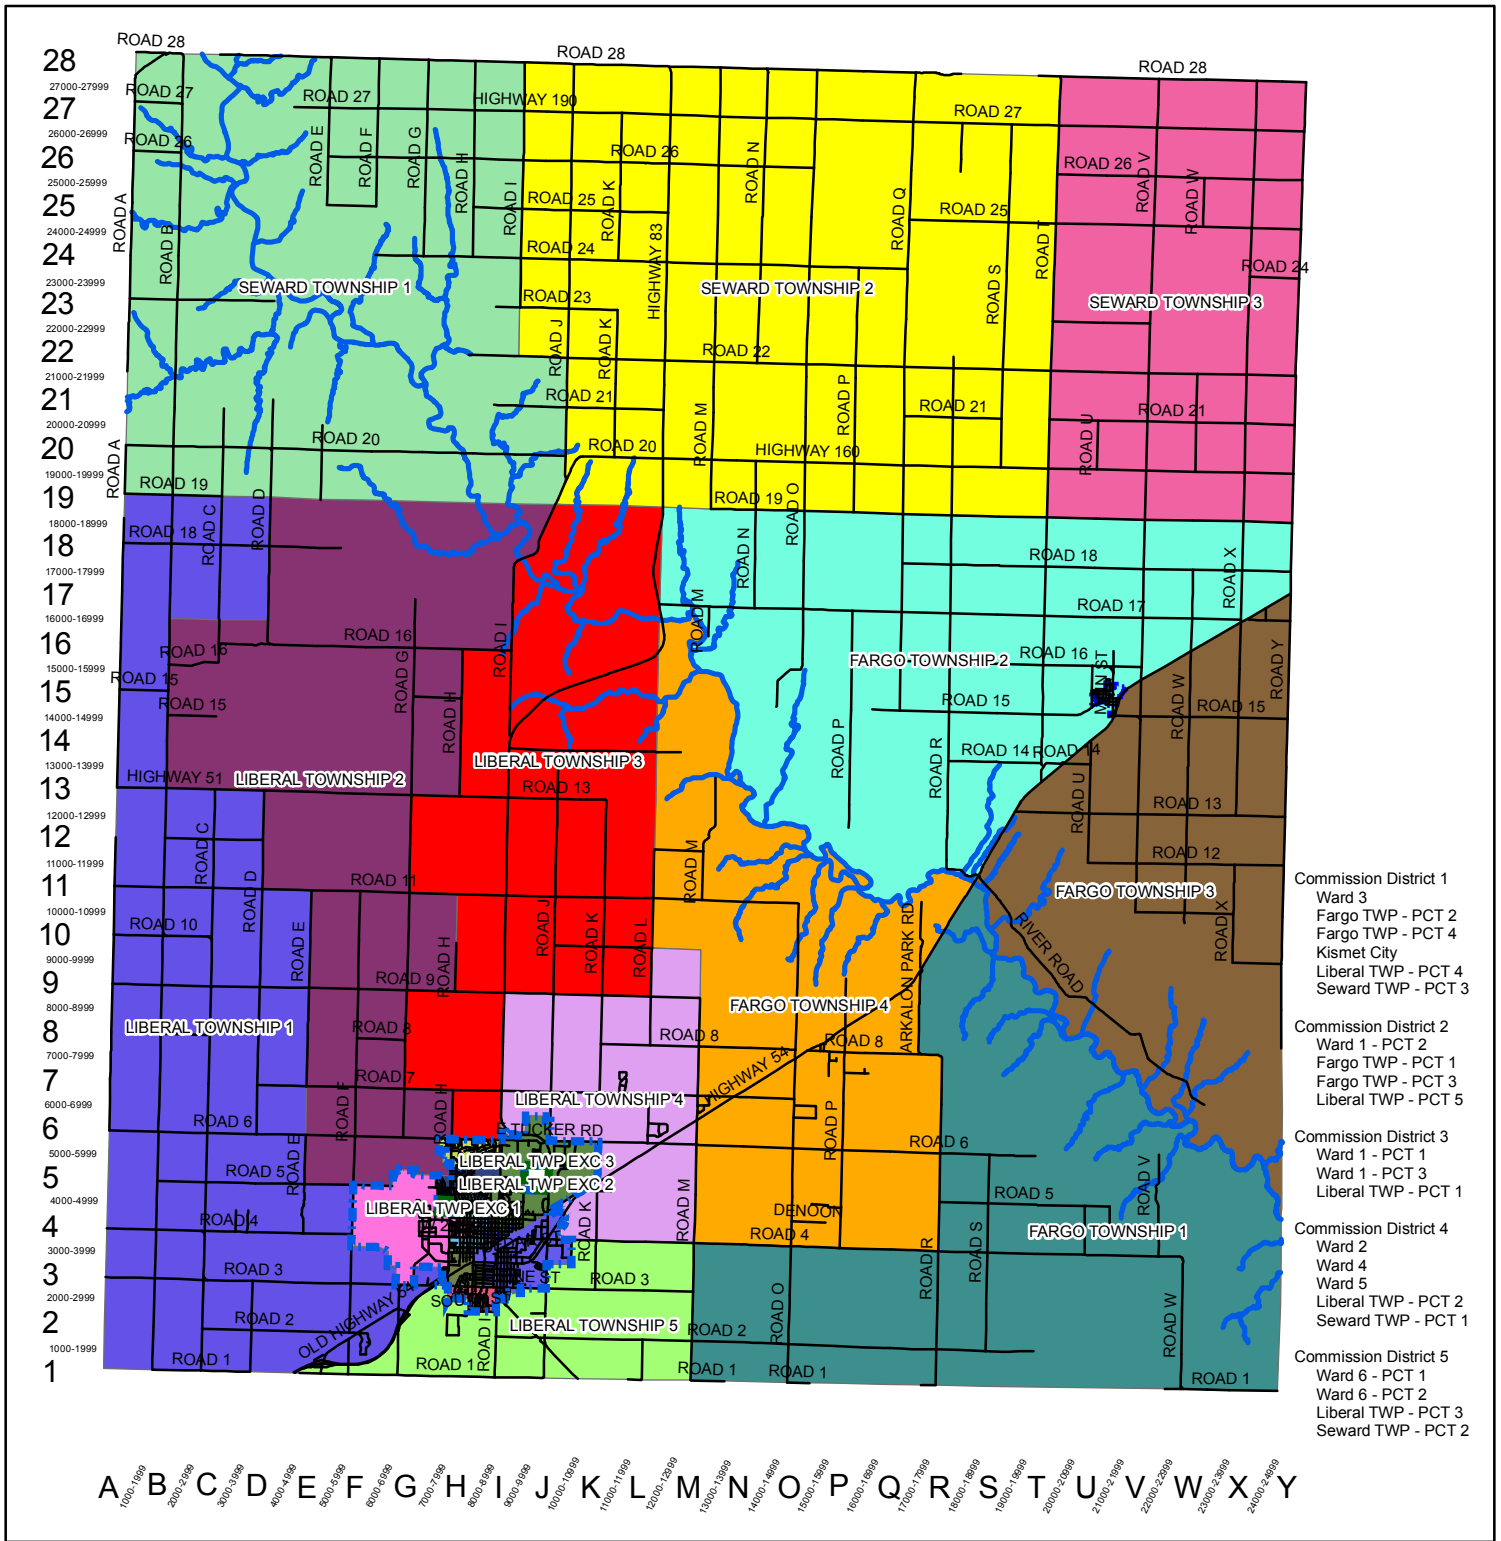 ROAD 28
ROAD 28
ROAD 28
28
27000-27999
27
26000-26999
26
25000-25999
25
24000-24999
24
23000-23999
23
22000-22999
22
21000-21999
21
20000-20999
20
19000-19999
19
18000-18999
18
17000-17999
17
16000-16999
16
15000-15999
15
14000-14999
14
13000-13999
13
12000-12999
12
11000-11999
11
10000-10999
10
9000-9999
9
8000-8999
8
7000-7999
7
6000-6999
6
5000-5999
5
4000-4999
4
3000-3999
3
2000-2999
2
1000-1999
1
ROAD 27
ROAD 27
HIGHWAY 190
ROAD 27
ROAD 26
ROAD 26
ROAD 26
ROAD E
ROAD F
ROAD G
ROAD H
ROAD I
ROAD K
ROAD N
ROAD Q
ROAD V
ROAD W
ROAD A
ROAD B
ROAD 25
ROAD 25
ROAD 24
ROAD 24
HIGHWAY 83
ROAD S
ROAD T
SEWARD TOWNSHIP 1
SEWARD TOWNSHIP 2
SEWARD TOWNSHIP 3
ROAD 23
ROAD J
ROAD K
ROAD 22
ROAD 21
ROAD P
ROAD 21
ROAD 21
ROAD M
ROAD U
ROAD A
ROAD 20
ROAD 20
HIGHWAY 160
ROAD 19
ROAD 19
ROAD O
ROAD C
ROAD D
ROAD 18
ROAD N
ROAD 18
ROAD X
ROAD 17
ROAD M
ROAD 16
ROAD 16
ROAD I
ROAD G
FARGO TOWNSHIP 2
ROAD 16
ROAD Y
ROAD 15
ROAD 15
ROAD H
ROAD 15
ROAD W
ROAD 15
ROAD P
ROAD R
ROAD 14
ROAD 14
HIGHWAY 51
LIBERAL TOWNSHIP 2
LIBERAL TOWNSHIP 3
ROAD 13
ROAD U
ROAD 13
ROAD C
ROAD M
ROAD 12
ROAD D
ROAD 11
FARGO TOWNSHIP 3
ROAD 10
ROAD E
ROAD H
ROAD J
ROAD K
ROAD L
ARKALON PARK RD
RIVER ROAD
ROAD X
ROAD 9
FARGO TOWNSHIP 4
LIBERAL TOWNSHIP 1
ROAD 8
ROAD 8
ROAD 8
HIGHWAY 54
ROAD 7
LIBERAL TOWNSHIP 4
ROAD F
ROAD H
ROAD P
ROAD 6
E TUCKER RD
ROAD 6
ROAD E
LIBERAL TWP EXC 3
ROAD 5
LIBERAL TWP EXC 2
ROAD V
ROAD 5
LIBERAL TWP EXC 1
ROAD K
ROAD M
DENOON
ROAD 4
ROAD 4
ROAD R
ROAD S
FARGO TOWNSHIP 1
ROAD 3
ROAD 3
ROAD O
ROAD W
OLD HIGHWAY 54
ROAD 2
ROAD I
LIBERAL TOWNSHIP 5
ROAD 2
ROAD 1
ROAD 1
ROAD 1
ROAD 1
ROAD 1
Commission District 1
Ward 3
Fargo TWP - PCT 2
Fargo TWP - PCT 4
Kismet City
Liberal TWP - PCT 4
Seward TWP - PCT 3
Commission District 2
Ward 1 - PCT 2
Fargo TWP - PCT 1
Fargo TWP - PCT 3
Liberal TWP - PCT 5
Commission District 3
Ward 1 - PCT 1
Ward 1 - PCT 3
Liberal TWP - PCT 1
Commission District 4
Ward 2
Ward 4
Ward 5
Liberal TWP - PCT 2
Seward TWP - PCT 1
Commission District 5
Ward 6 - PCT 1
Ward 6 - PCT 2
Liberal TWP - PCT 3
Seward TWP - PCT 2
A B C D E F G H I J K L M N O P Q R S T U V W X Y
1000-1999 2000-2999 3000-3999 4000-4999 5000-5999 6000-6999 7000-7999 8000-8999 9000-9999 10000-10999 11000-11999 12000-12999 13000-13999 14000-14999 15000-15999 16000-16999 17000-17999 18000-18999 19000-19999 20000-20999 21000-21999 22000-22999 23000-23999 24000-24999